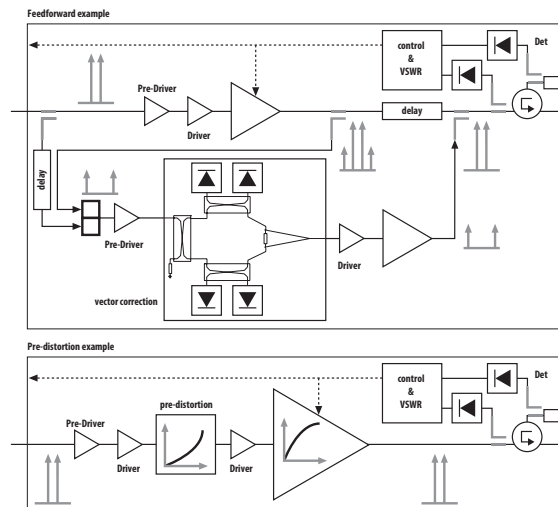 Feedforward example
Det
control
&
VSWR
Pre-Driver
Driver
delay
delay
Pre-Driver
Driver
vector correction
Pre-distortion example
Det
control
&
VSWR
pre-distortion
Pre-Driver
Driver
Driver